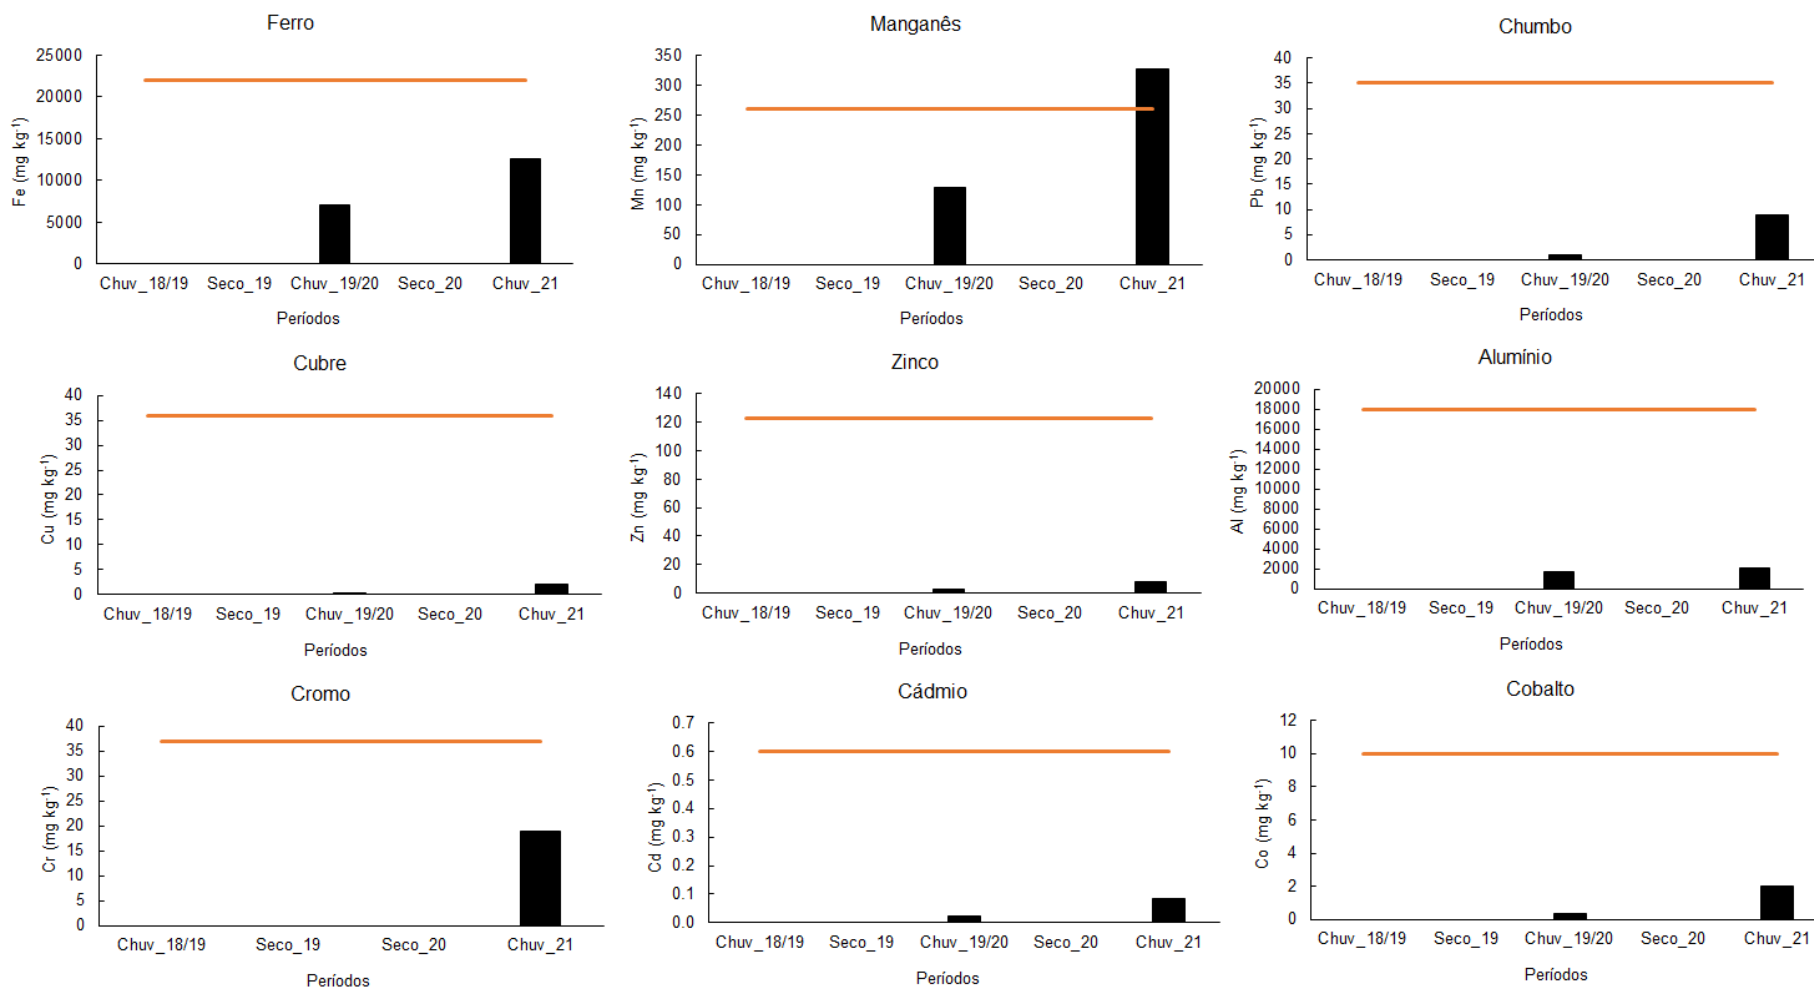 Ferro
25000
20000
15000
10000
5000
0
Fe (mg kg-1)
Chuv_18/19 Seco_19 Chuv_19/20 Seco_20 Chuv_21
Períodos
Manganês
350
300
250
200
150
100
50
0
Mn (mg kg-1)
Chuv_18/19 Seco_19 Chuv_19/20 Seco_20 Chuv_21
Períodos
Chumbo
40
35
30
25
20
15
10
5
0
Pb (mg kg-1)
Chuv_18/19 Seco_19 Chuv_19/20 Seco_20 Chuv_21
Períodos
Cubre
40
35
30
25
20
15
10
5
0
Cu (mg kg-1)
Chuv_18/19 Seco_19 Chuv_19/20 Seco_20 Chuv_21
Períodos
Zinco
140
120
100
80
60
40
20
0
Zn (mg kg-1)
Chuv_18/19 Seco_19 Chuv_19/20 Seco_20 Chuv_21
Períodos
Alumínio
20000
18000
16000
14000
12000
10000
8000
6000
4000
2000
0
Al (mg kg-1)
Chuv_18/19 Seco_19 Chuv_19/20 Seco_20 Chuv_21
Períodos
Cromo
40
35
30
25
20
15
10
5
0
Cr (mg kg-1)
Chuv_18/19 Seco_19 Seco_20 Chuv_21
Períodos
Cádmio
0.7
0.6
0.5
0.4
0.3
0.2
0.1
0.0
Cd (mg kg-1)
Chuv_18/19 Seco_19 Chuv_19/20 Seco_20 Chuv_21
Períodos
Cobalto
12
10
8
6
4
2
0
Co (mg kg-1)
Chuv_18/19 Seco_19 Chuv_19/20 Seco_20 Chuv_21
Períodos